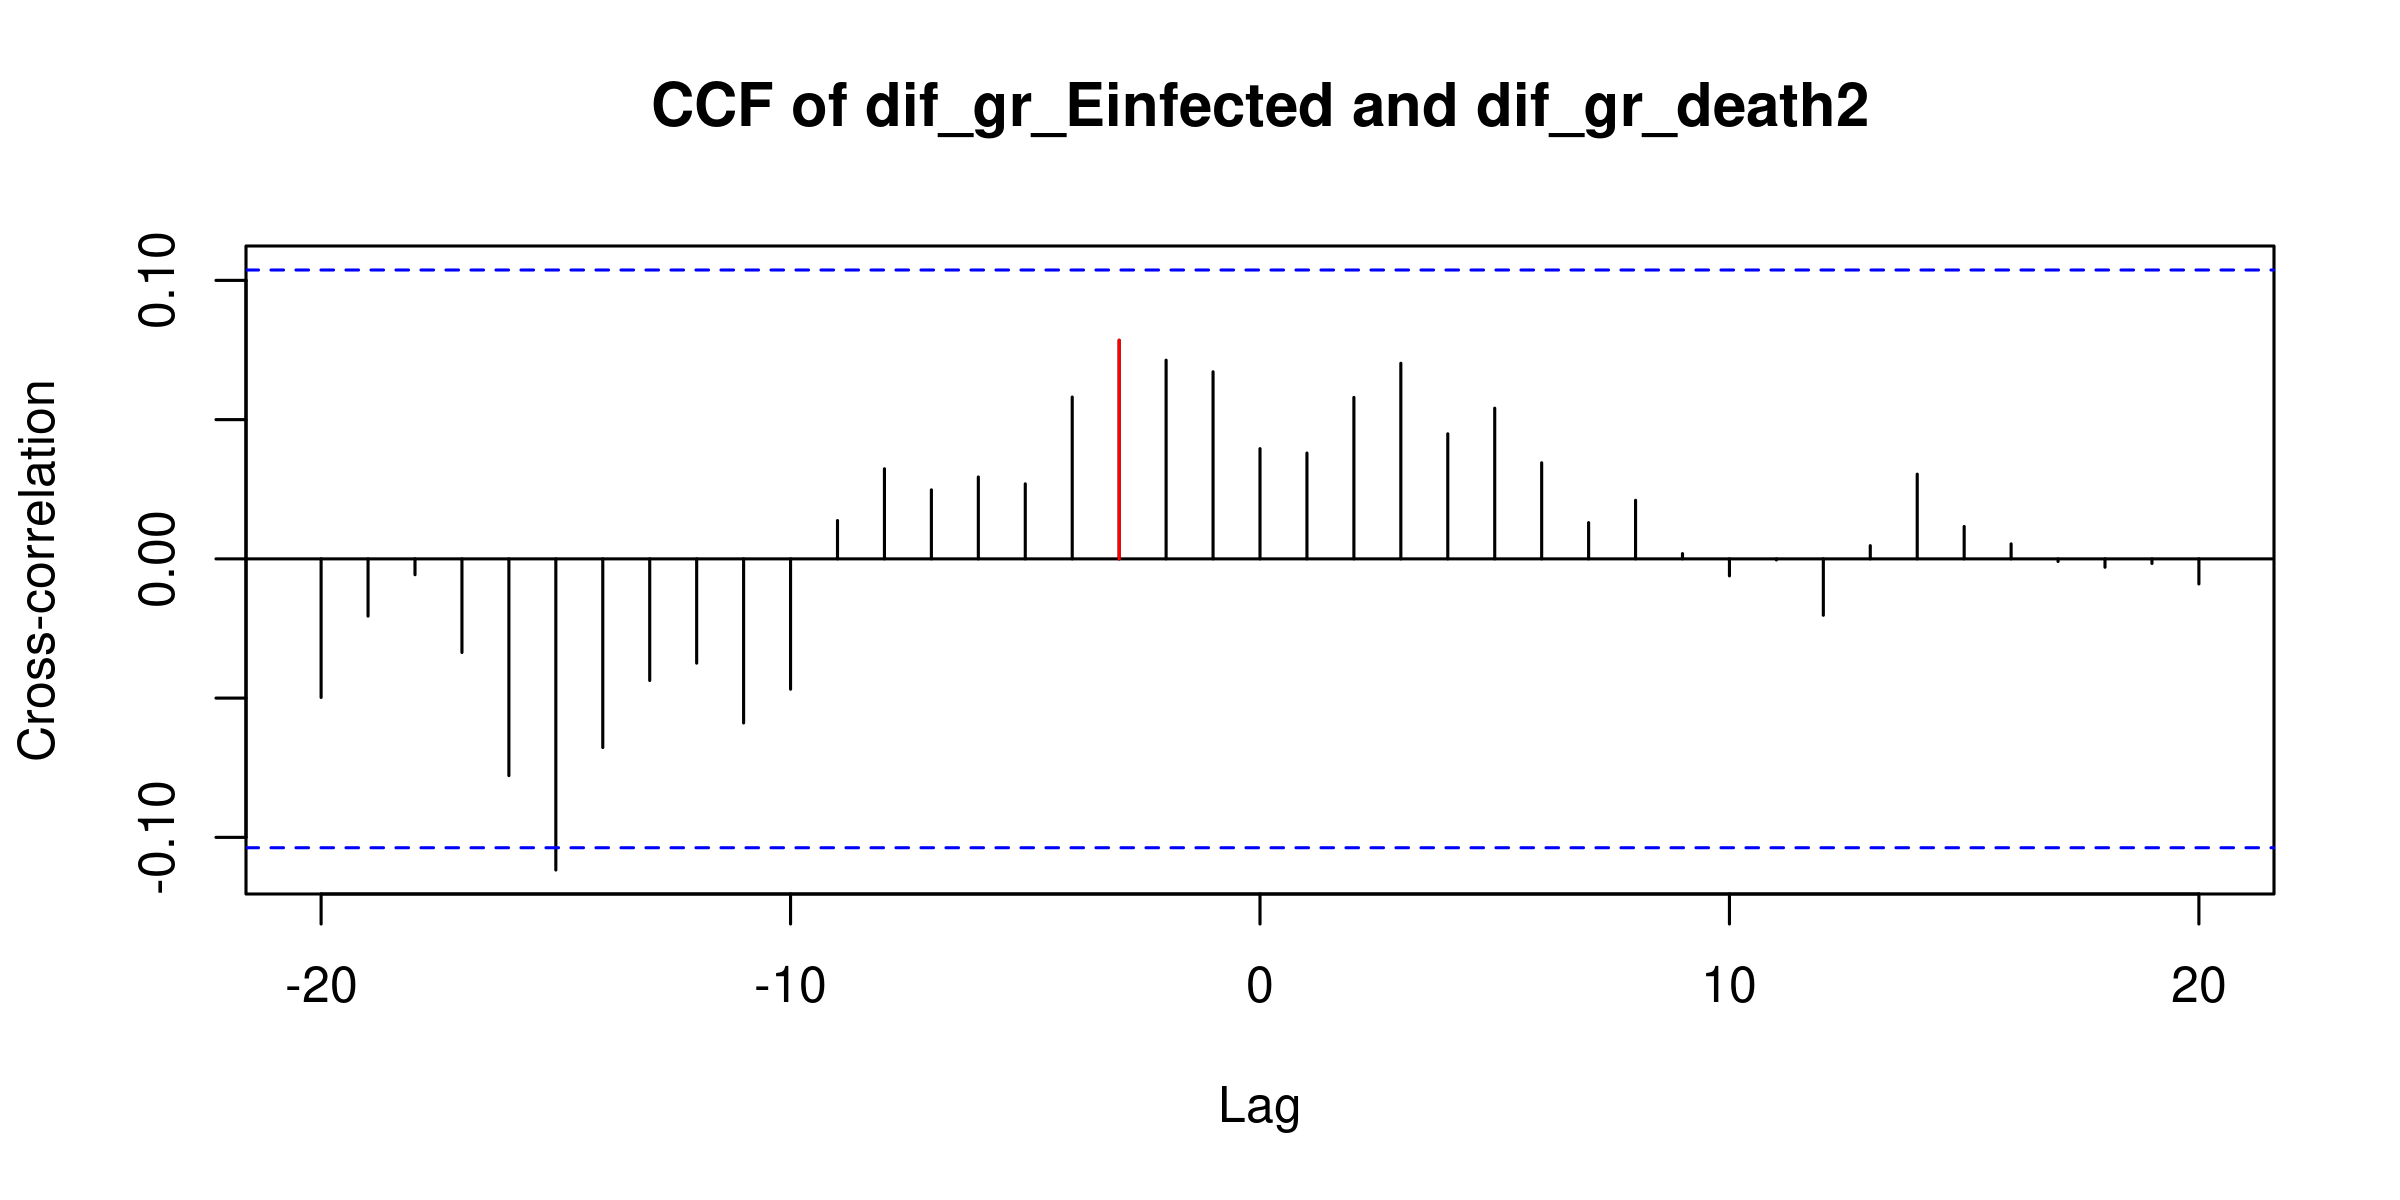 CCF of dif_gr_Einfected and dif_gr_death2
Cross-correlation
0.10
0.00
-0.10
-20 -10 0 10 20
Lag